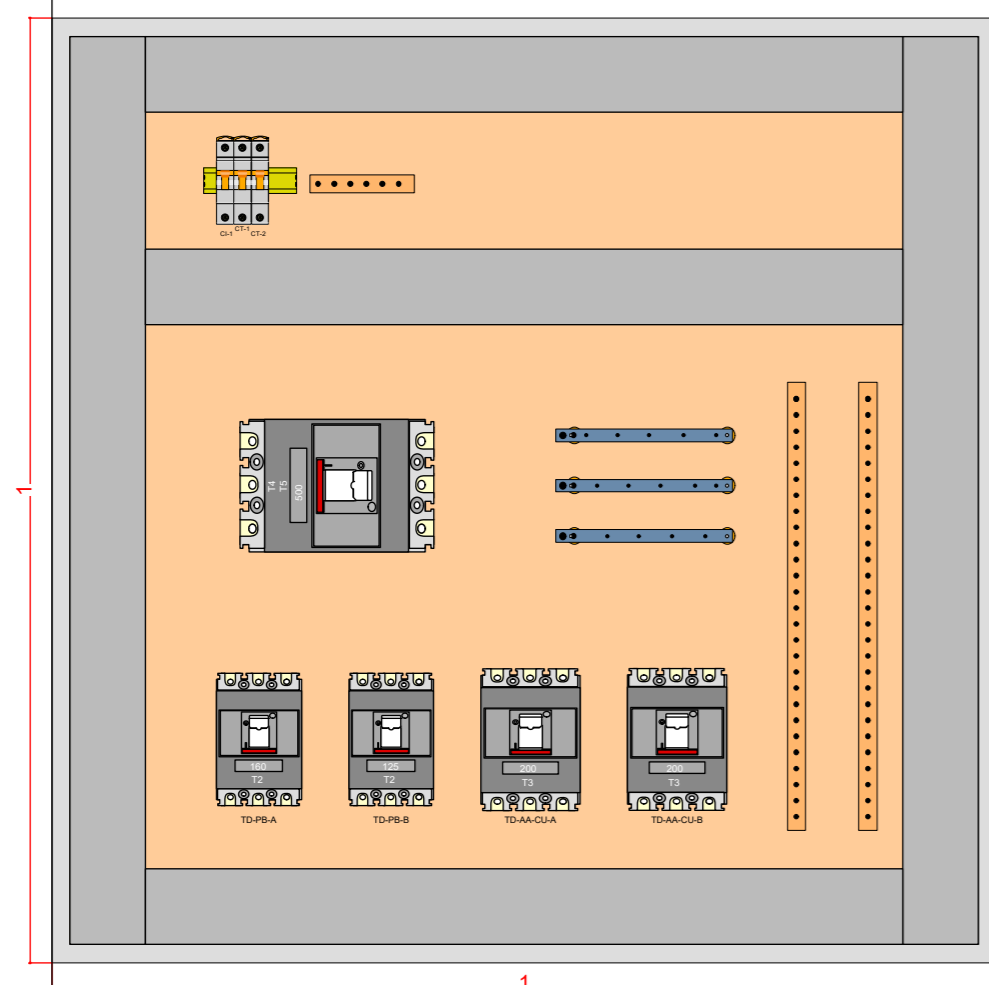 CI-1
CT-1
CT-2
1
T4
T5
500
160
T2
125
T2
200
T3
200
T3
TD-PB-A
TD-PB-B
TD-AA-CU-A
TD-AA-CU-B
1